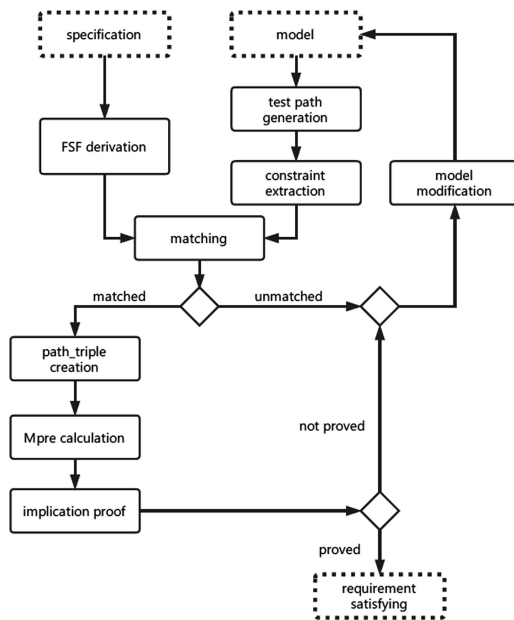 specification
model
test path
generation
FSF derivation
constraint
extraction
model
modification
matching
matched
unmatched
path_triple
creation
Mpre calculation
not proved
implication proof
proved
requirement
satisfying